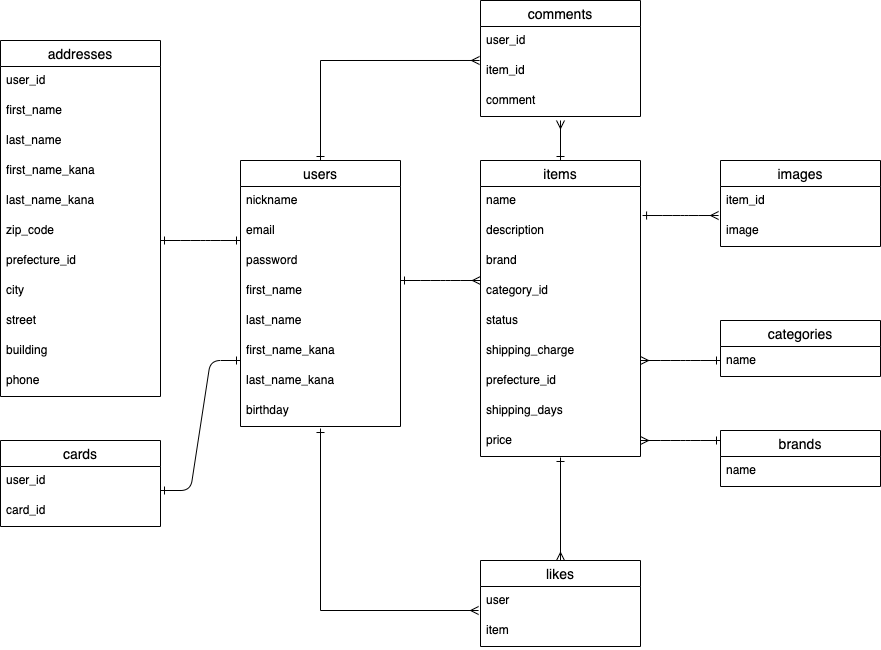 comments
user_id
item_id
comment
addresses
user_id
first_name
last_name
first_name_kana
last_name_kana
zip_code
prefecture_id
city
street
building
phone
users
nickname
email
password
first_name
last_name
first_name_kana
last_name_kana
birthday
items
name
description
brand
category_id
status
shipping_charge
prefecture_id
shipping_days
price
images
item_id
image
categories
name
brands
name
cards
user_id
card_id
likes
user
item